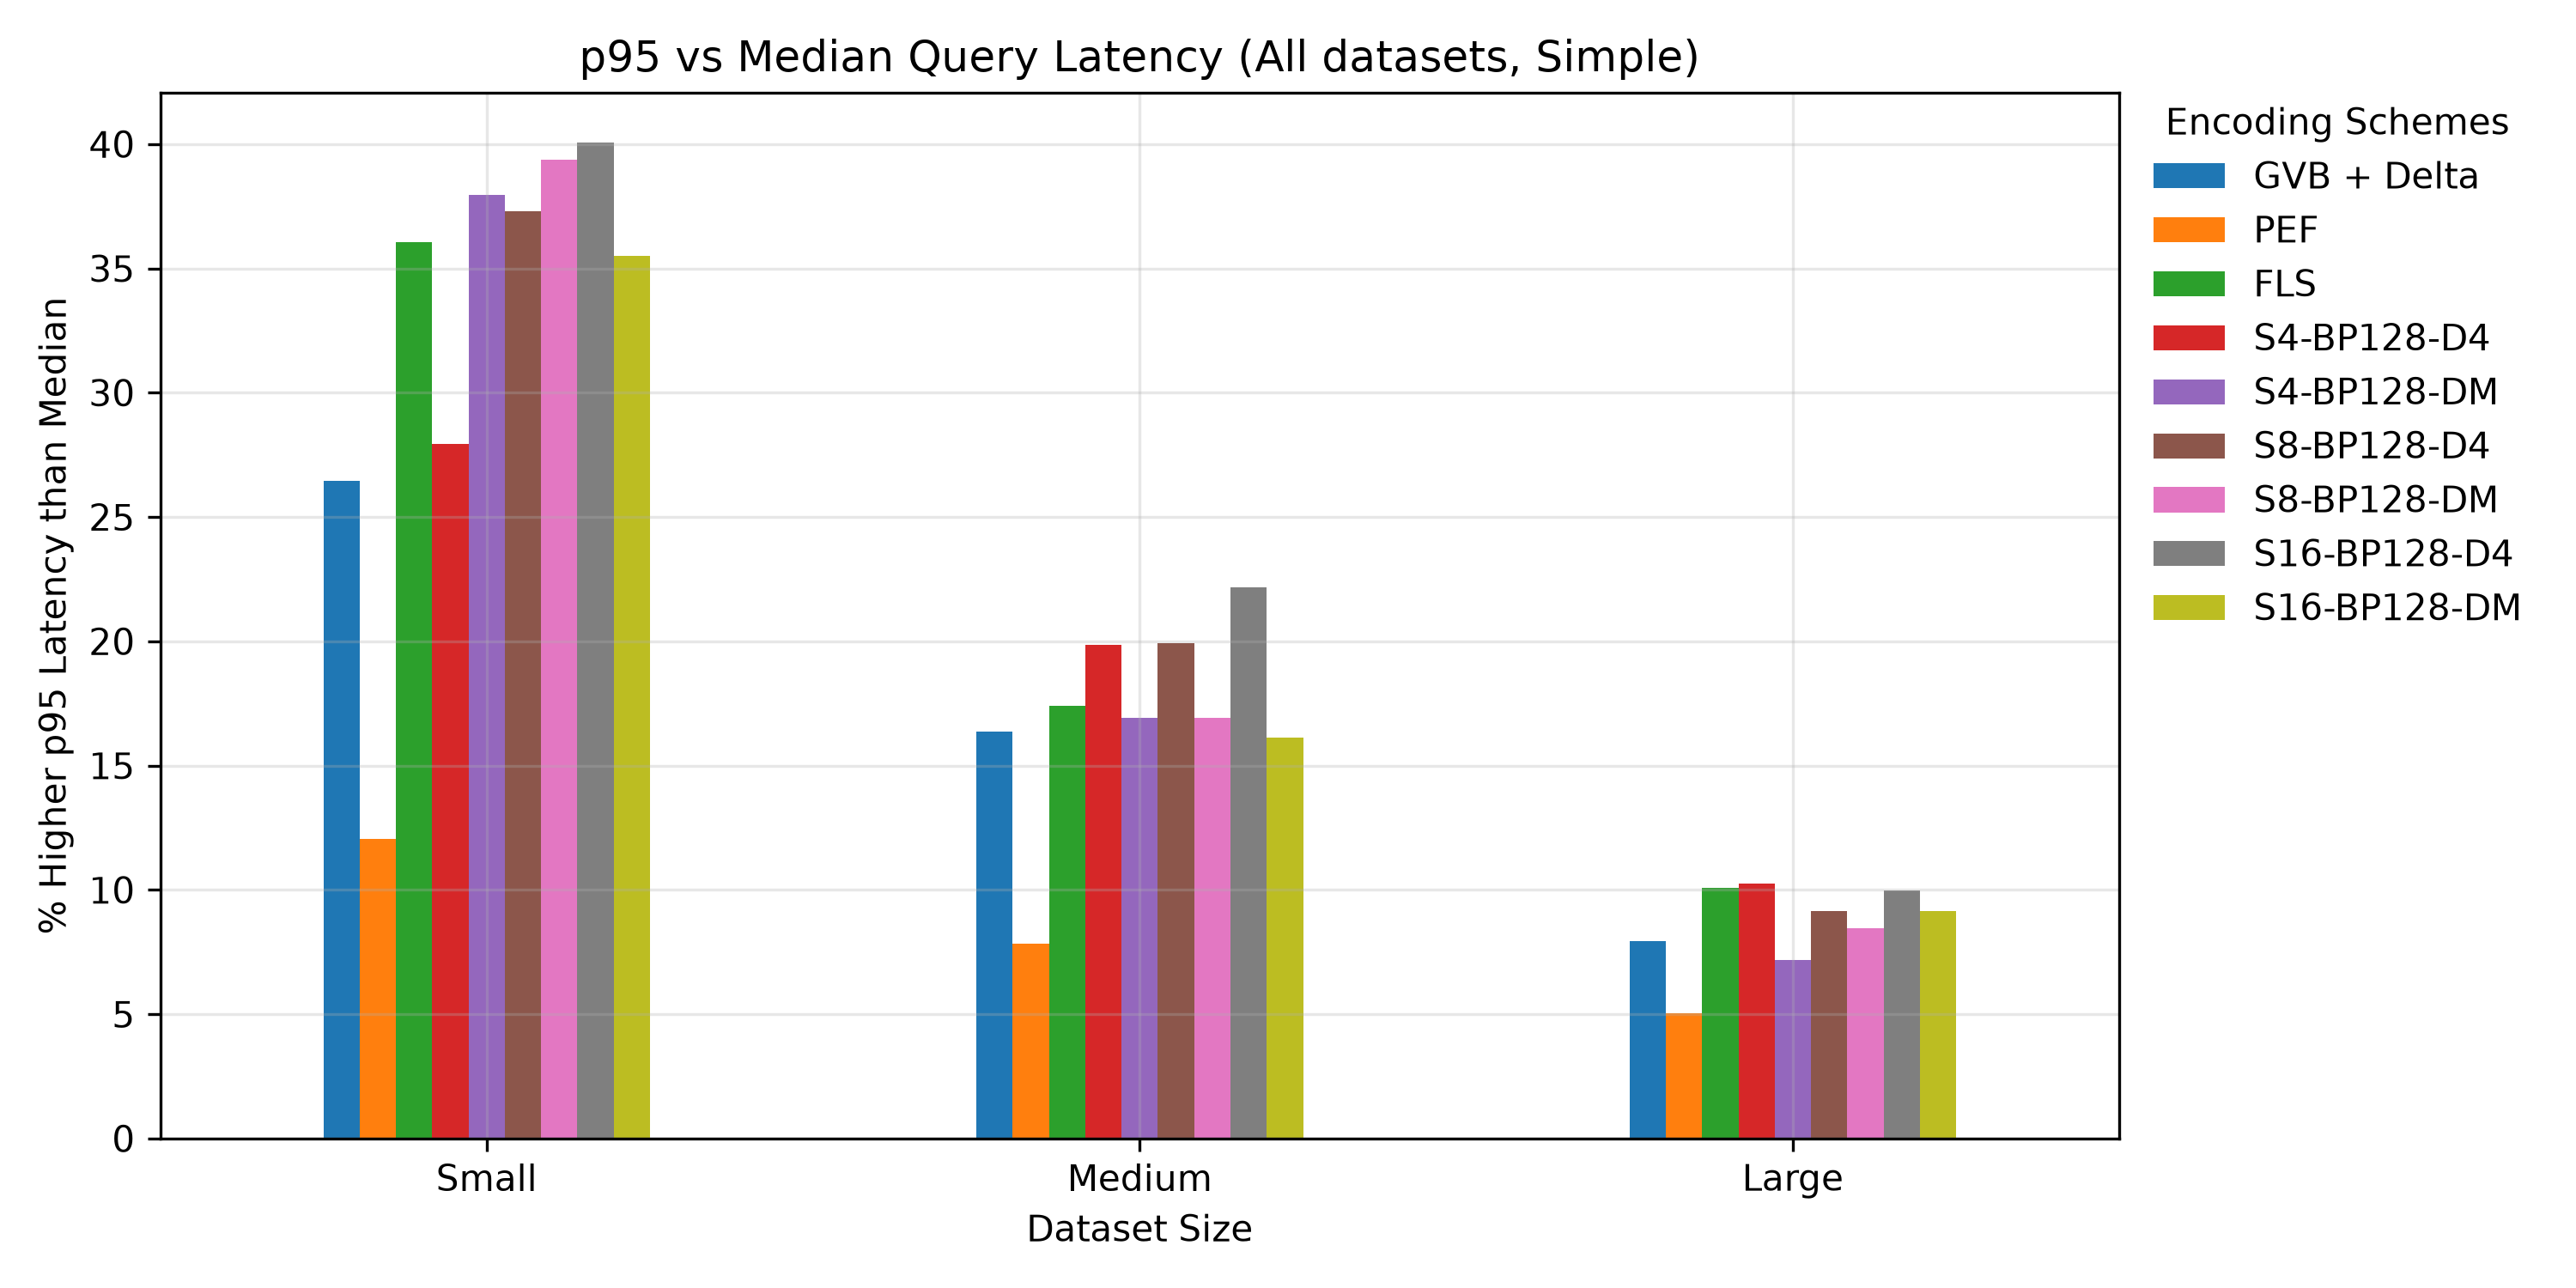 p95 vs Median Query Latency (All datasets, Simple)
% Higher p95 Latency than Median
40
35
30
25
20
15
10
5
0
Small
Medium
Large
Dataset Size
Encoding Schemes
GVB + Delta
PEF
FLS
S4-BP128-D4
S4-BP128-DM
S8-BP128-D4
S8-BP128-DM
S16-BP128-D4
S16-BP128-DM